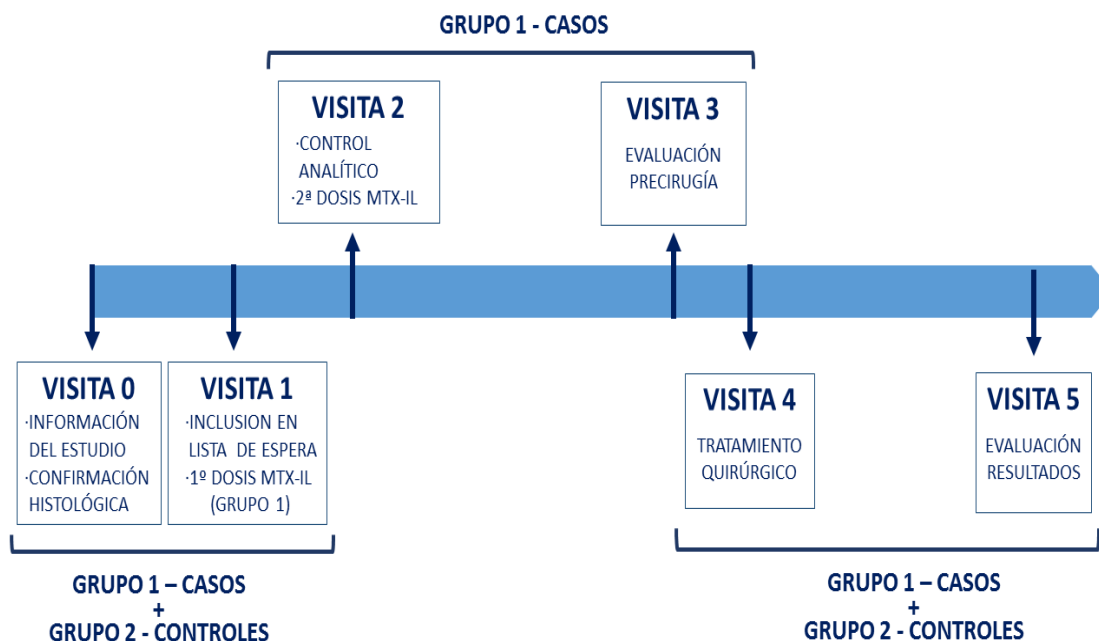 GRUPO 1 - CASOS
VISITA 2
·CONTROL
ANALÍTICO
·2ª DOSIS MTX-IL
VISITA 3
EVALUACIÓN
PRECIRUGÍA
VISITA 0
·INFORMACIÓN
DEL ESTUDIO
·CONFIRMACIÓN
HISTOLÓGICA
VISITA 1
·INCLUSION EN
LISTA DE ESPERA
·1º DOSIS MTX-IL
(GRUPO 1)
VISITA 4
TRATAMIENTO
QUIRÚRGICO
VISITA 5
EVALUACIÓN
RESULTADOS
GRUPO 1 – CASOS
+
GRUPO 2 - CONTROLES
GRUPO 1 – CASOS
+
GRUPO 2 - CONTROLES